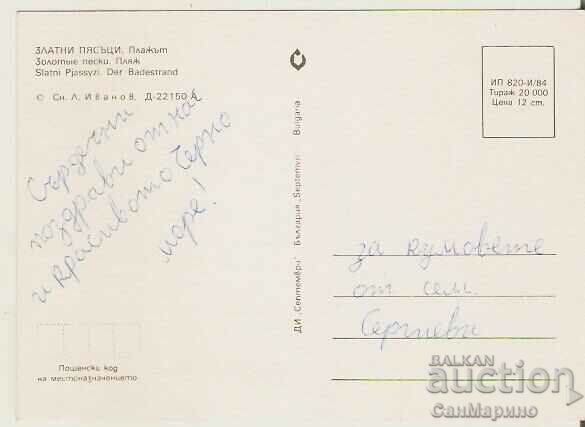 ЗЛАТНИ ПЯСЪЦИ. Плажът
Золотые пески. Пляж
Slatni Pjassyzi. Der Badestrand
© Сн. Л. Иванов, Д-22150 А
Сърдечни
поздрави от нас
и красивото Черно
море!
Пощенски код
на местоназначението
ДИ „Септември" България „Septemvri" Bulgaria
ИП 820-И/84
Тираж 20 000
Цена 12 ст.
за кумовете
от сем.
Сергиеви
BALKAN
auction
СанМарино